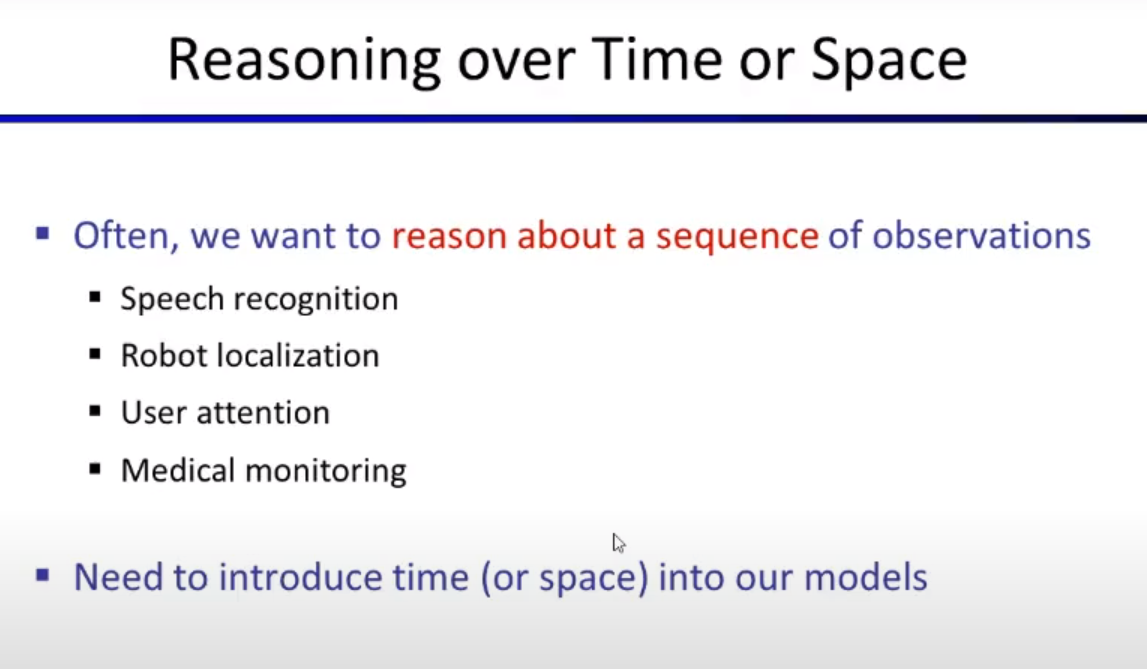 Reasoning over Time or Space
▪ Often, we want to reason about a sequence of observations
▪ Speech recognition
▪ Robot localization
▪ User attention
▪ Medical monitoring
▪ Need to introduce time (or space) into our models